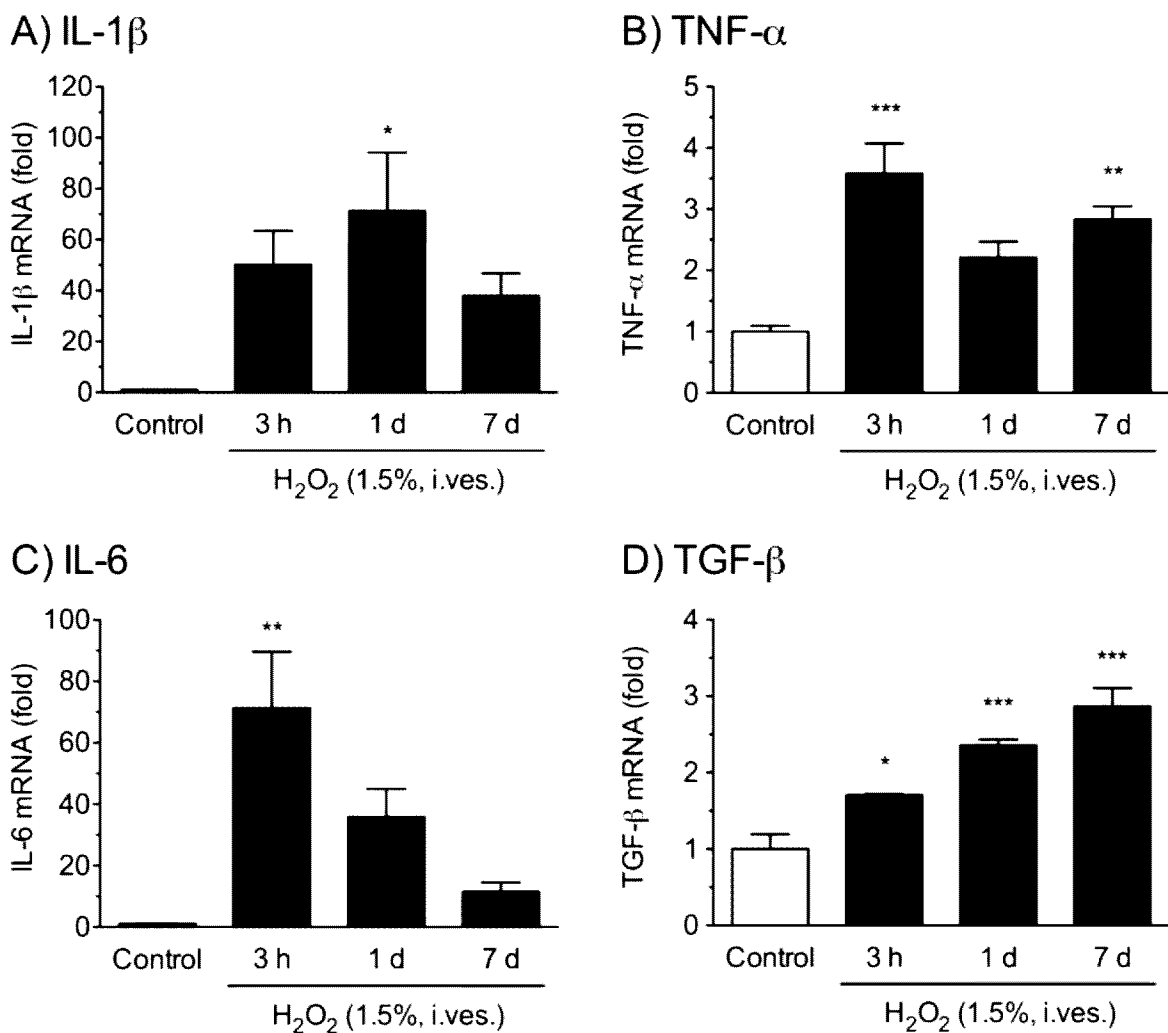 A) IL-1β
IL-1β mRNA (fold)
120
100
80
60
40
20
0
*
Control 3 h 1 d 7 d
H₂O₂ (1.5%, i.ves.)
B) TNF-α
TNF-α mRNA (fold)
5
4
3
2
1
0
***
**
Control 3 h 1 d 7 d
H₂O₂ (1.5%, i.ves.)
C) IL-6
IL-6 mRNA (fold)
100
80
60
40
20
0
**
Control 3 h 1 d 7 d
H₂O₂ (1.5%, i.ves.)
D) TGF-β
TGF-β mRNA (fold)
4
3
2
1
0
*
***
***
Control 3 h 1 d 7 d
H₂O₂ (1.5%, i.ves.)